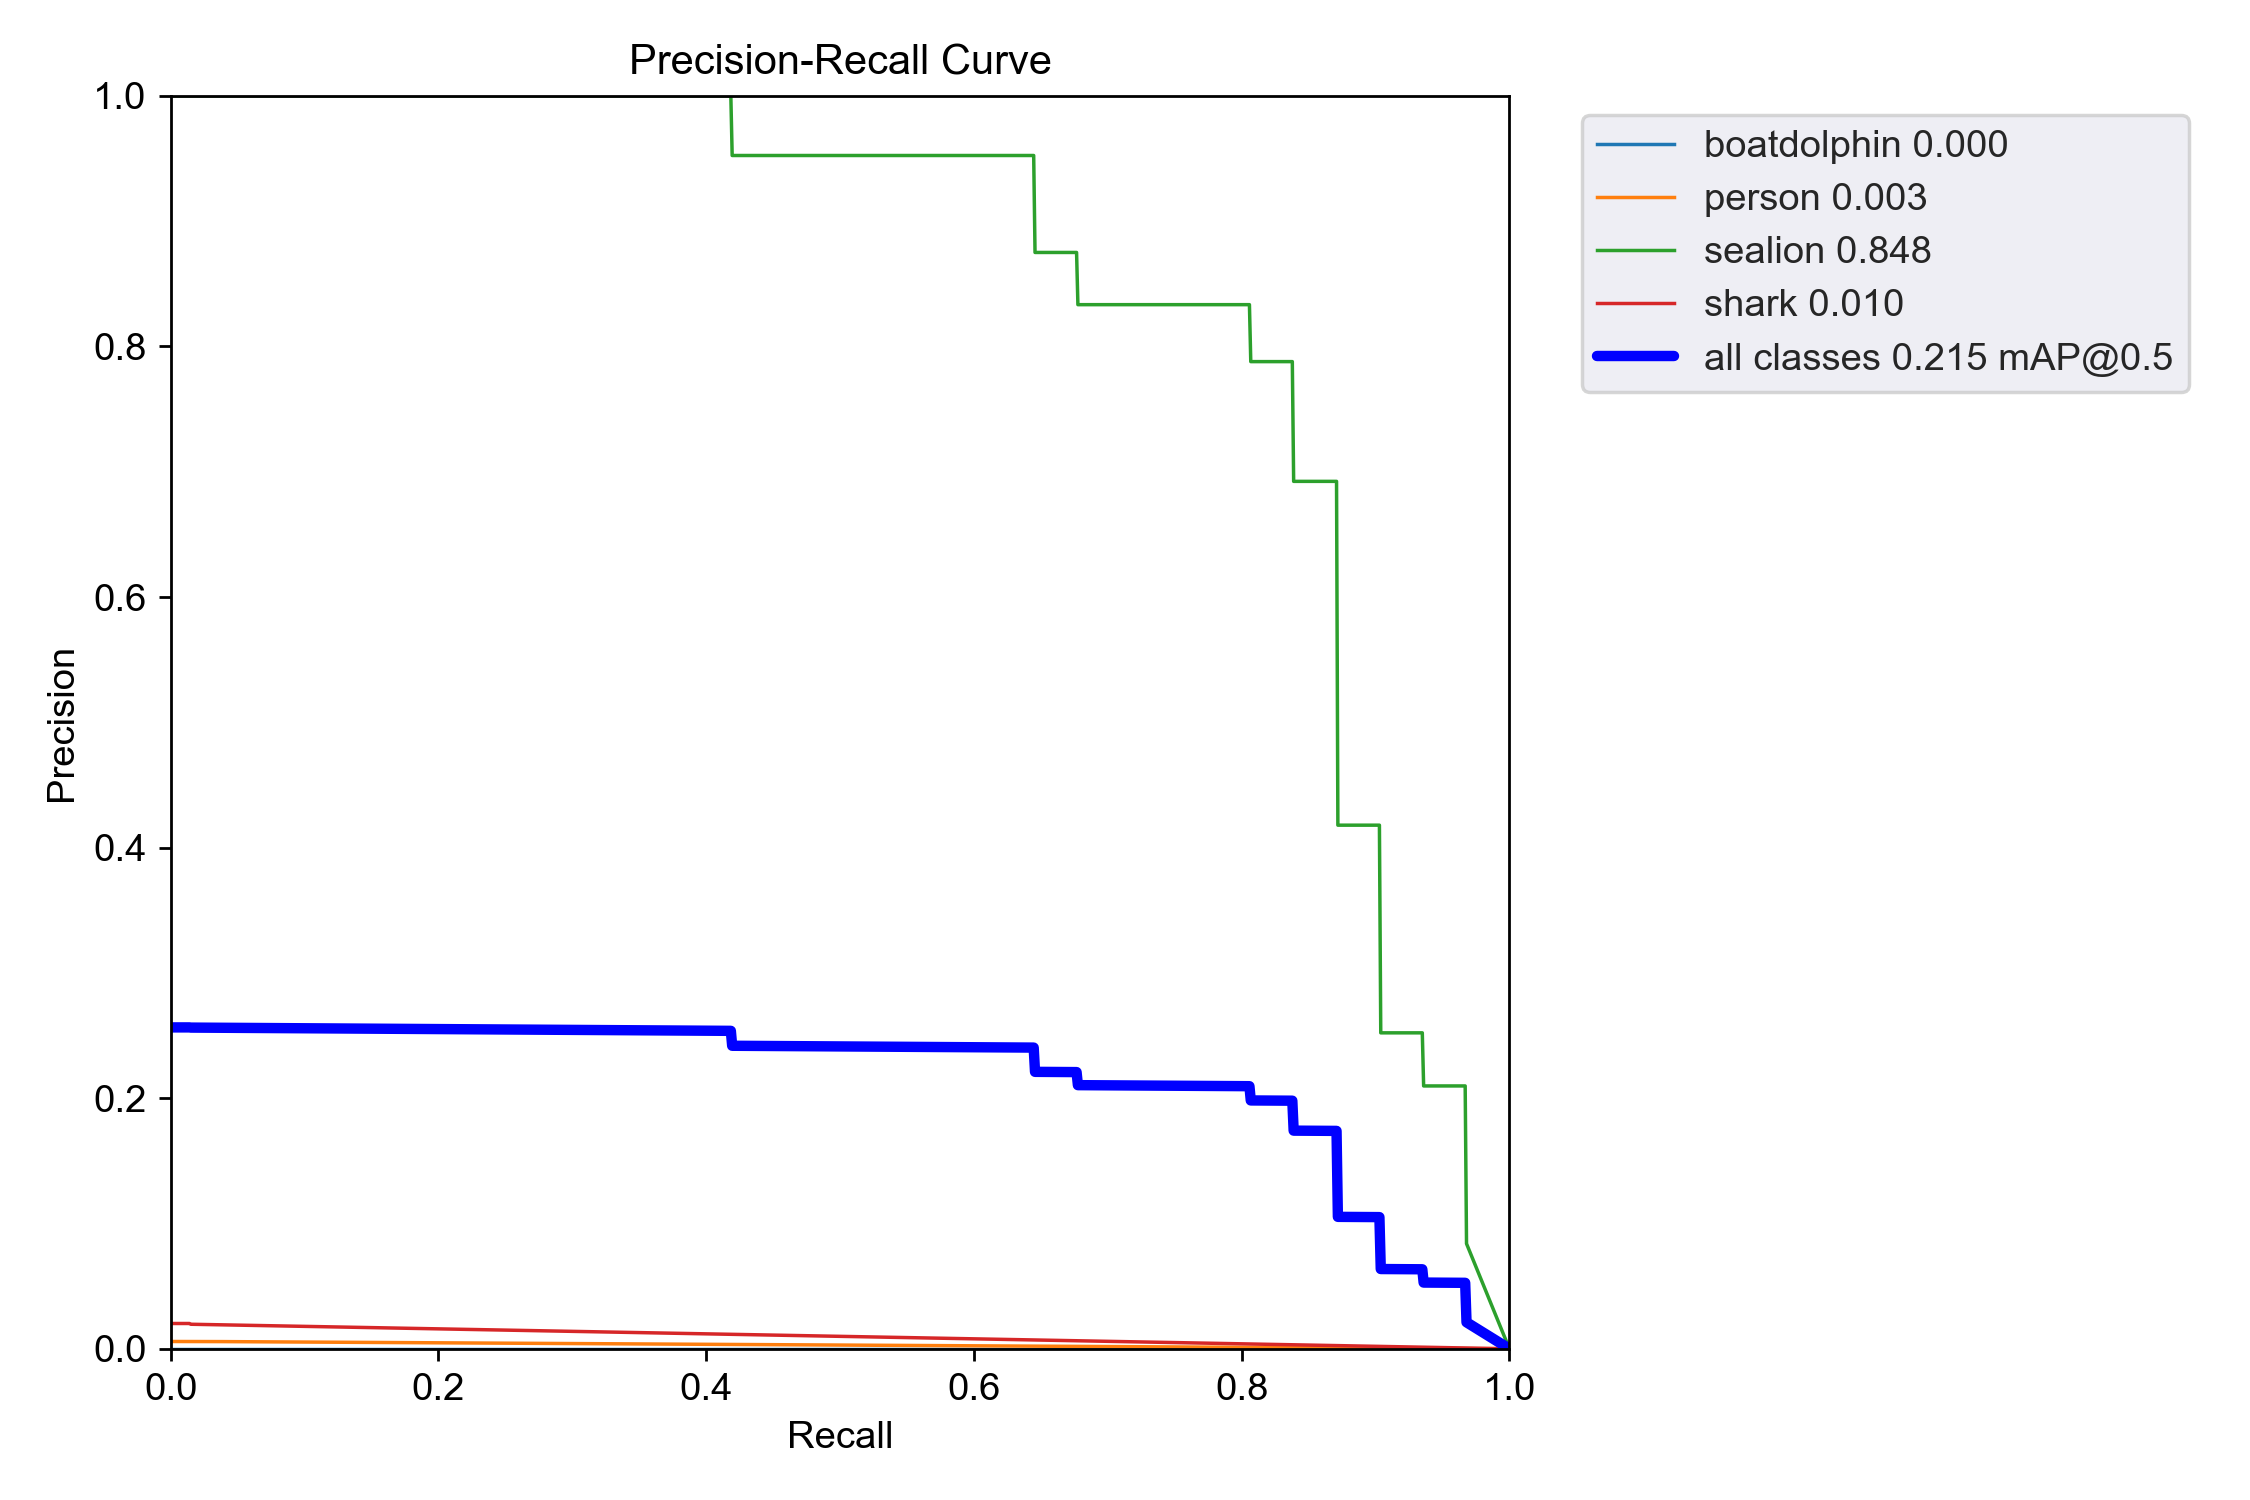 Precision-Recall Curve
1.0
0.8
0.6
0.4
0.2
0.0
Precision
0.0 0.2 0.4 0.6 0.8 1.0
Recall
boatdolphin 0.000
person 0.003
sealion 0.848
shark 0.010
all classes 0.215 mAP@0.5